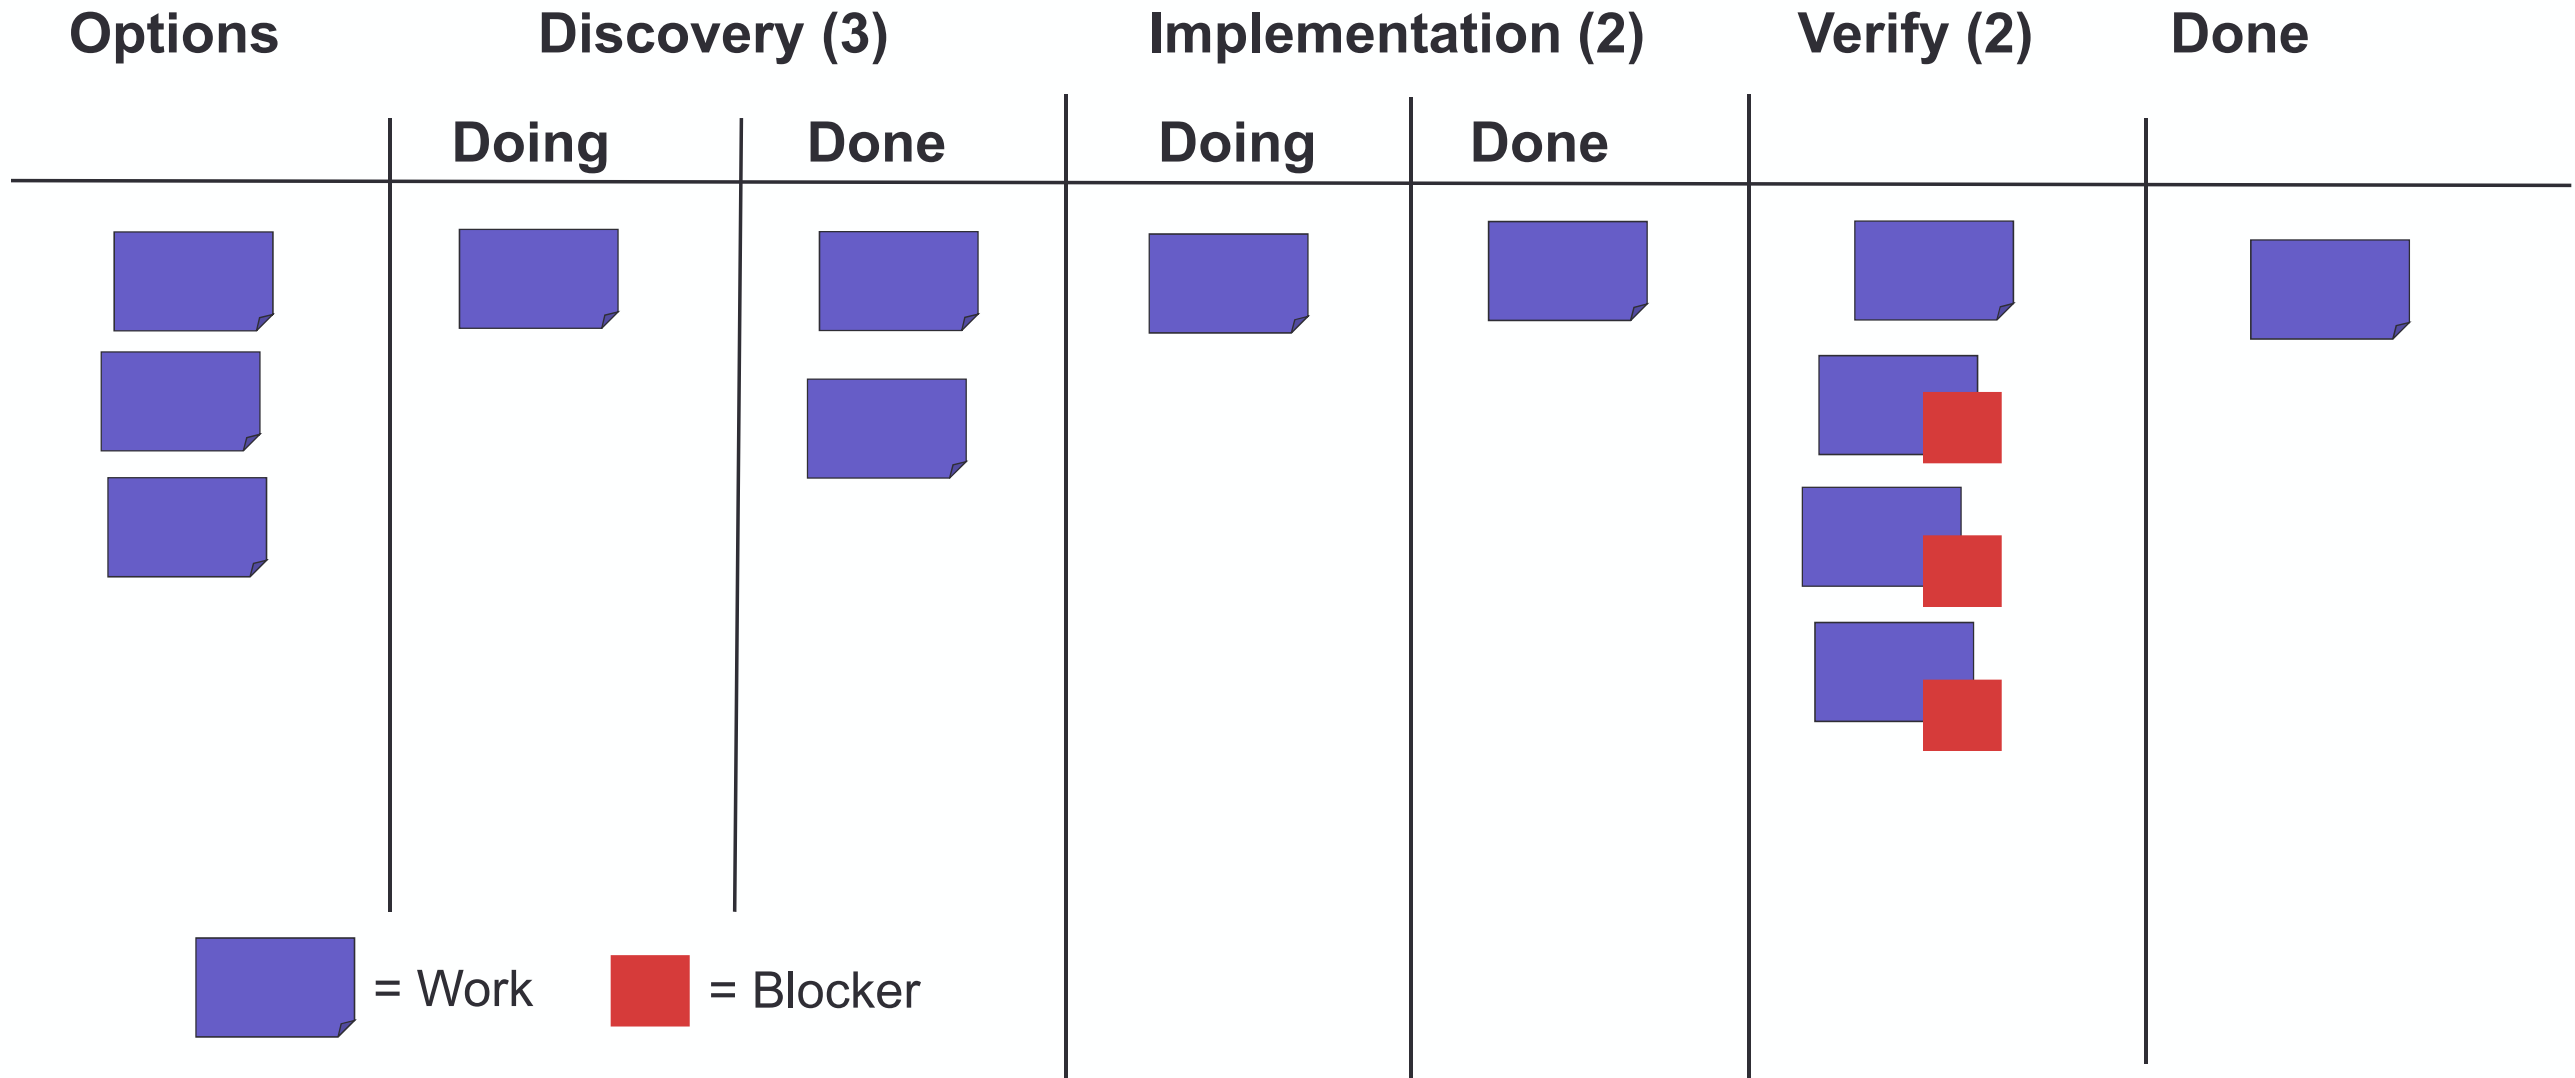 Options Discovery (3) Implementation (2) Verify (2) Done
Doing Done Doing Done
= Work = Blocker